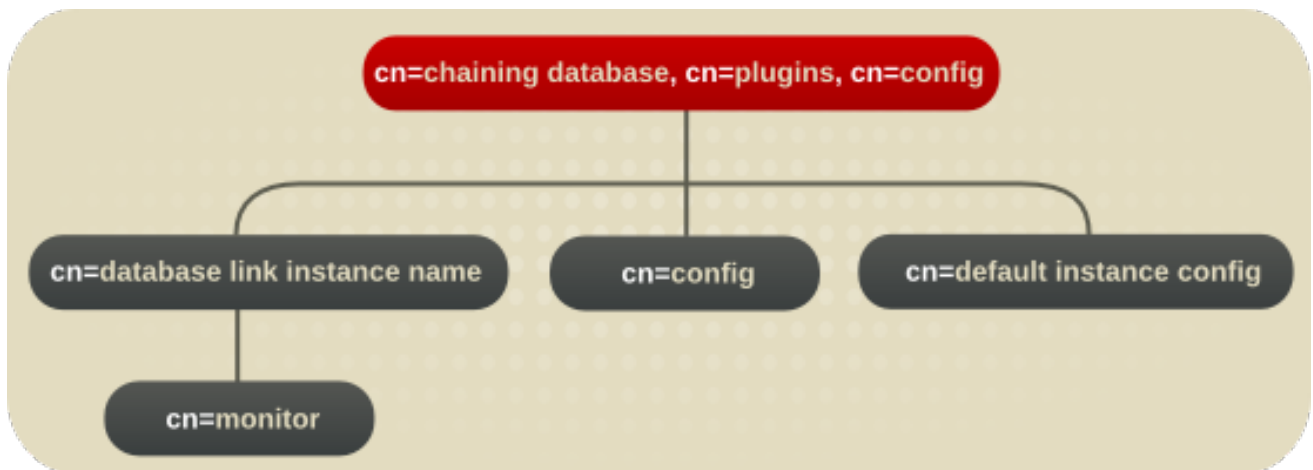 cn=chaining database, cn=plugins, cn=config
cn=database link instance name
cn=config
cn=default instance config
cn=monitor